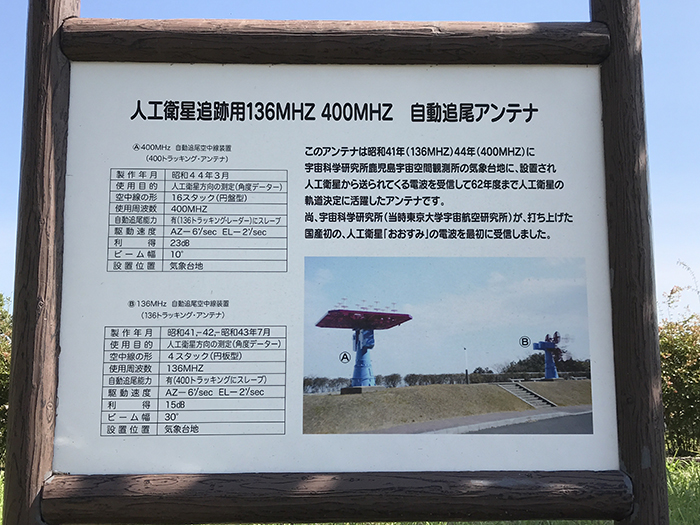 人工衛星追跡用136MHZ 400MHZ 自動追尾アンテナ
Ⓐ400MHz 自動追尾空中線装置
(400トラッキング・アンテナ)
製作年月 昭和44年3月
使用目的 人工衛星方向の測定(角度データー)
空中線の形 16スタック(円盤型)
使用周波数 400MHZ
自動追尾能力 有(136トラッキングレーダー)にスレーブ)
駆動速度 AZ−6°/sec EL−2°/sec
利得 23dB
ビーム幅 10°
設置位置 気象台地
Ⓑ136MHz 自動追尾空中線装置
(136トラッキング・アンテナ)
製作年月 昭和41,−42,−昭和43年7月
使用目的 人工衛星方向の測定(角度データー)
空中線の形 4スタック(円板型)
使用周波数 136MHZ
自動追尾能力 有(400トラッキングにスレーブ)
駆動速度 AZ−6°/sec EL−2°/sec
利得 15dB
ビーム幅 30°
設置位置 気象台地
このアンテナは昭和41年(136MHZ)44年(400MHZ)に
宇宙科学研究所鹿児島宇宙空間観測所の気象台地に、設置され
人工衛星から送られてくる電波を受信して62年度まで人工衛星の
軌道決定に活躍したアンテナです。
尚、宇宙科学研究所(当時東京大学宇宙航空研究所)が、打ち上げた
国産初の、人工衛星「おおすみ」の電波を最初に受信しました。
Ⓐ
Ⓑ